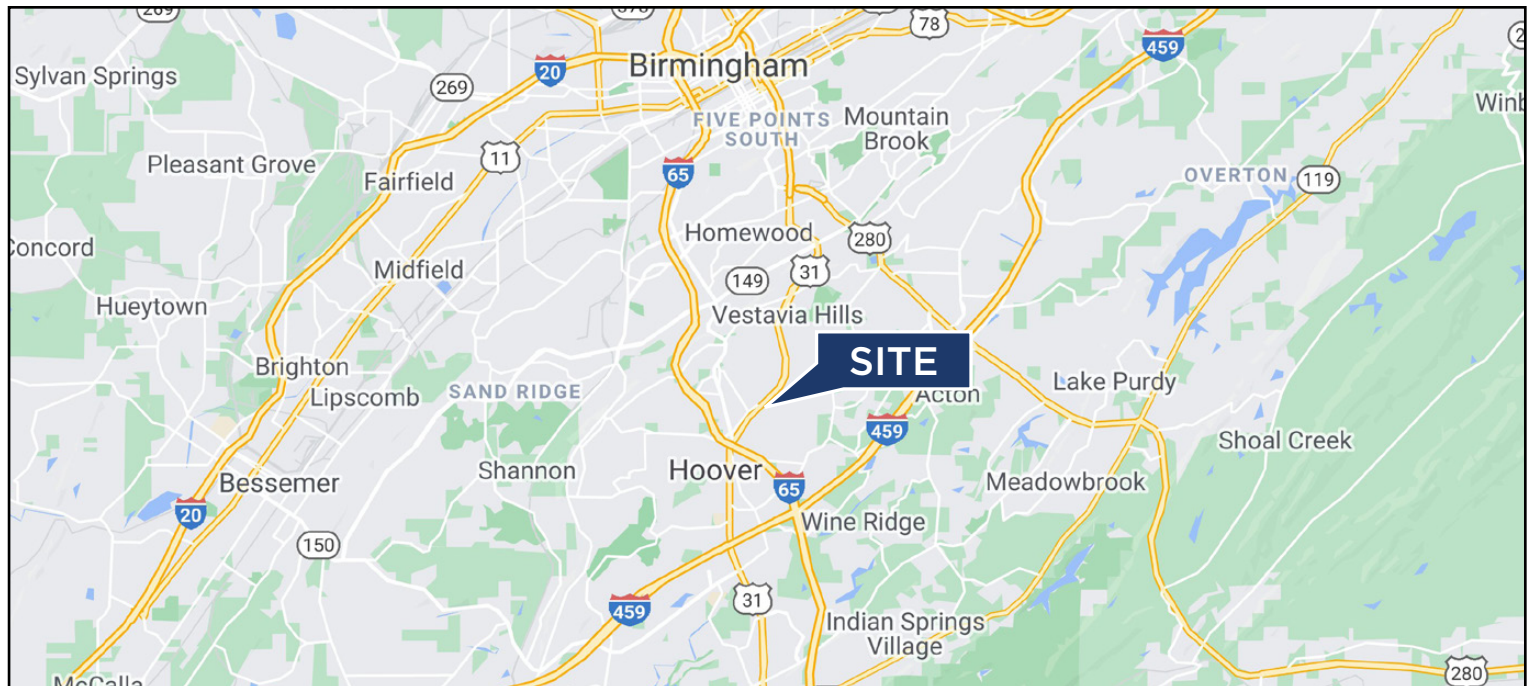 269
378
78
459
Sylvan Springs
20
Birmingham
269
Winb
FIVE POINTS
SOUTH
Mountain
Brook
11
Pleasant Grove
Fairfield
65
OVERTON
119
Concord
Homewood
280
Midfield
149
31
Hueytown
Vestavia Hills
SITE
Brighton
Lipscomb
SAND RIDGE
Acton
Lake Purdy
459
Shoal Creek
Bessemer
Shannon
Hoover
65
Meadowbrook
20
Wine Ridge
150
459
31
Indian Springs
Village
280
McCalla